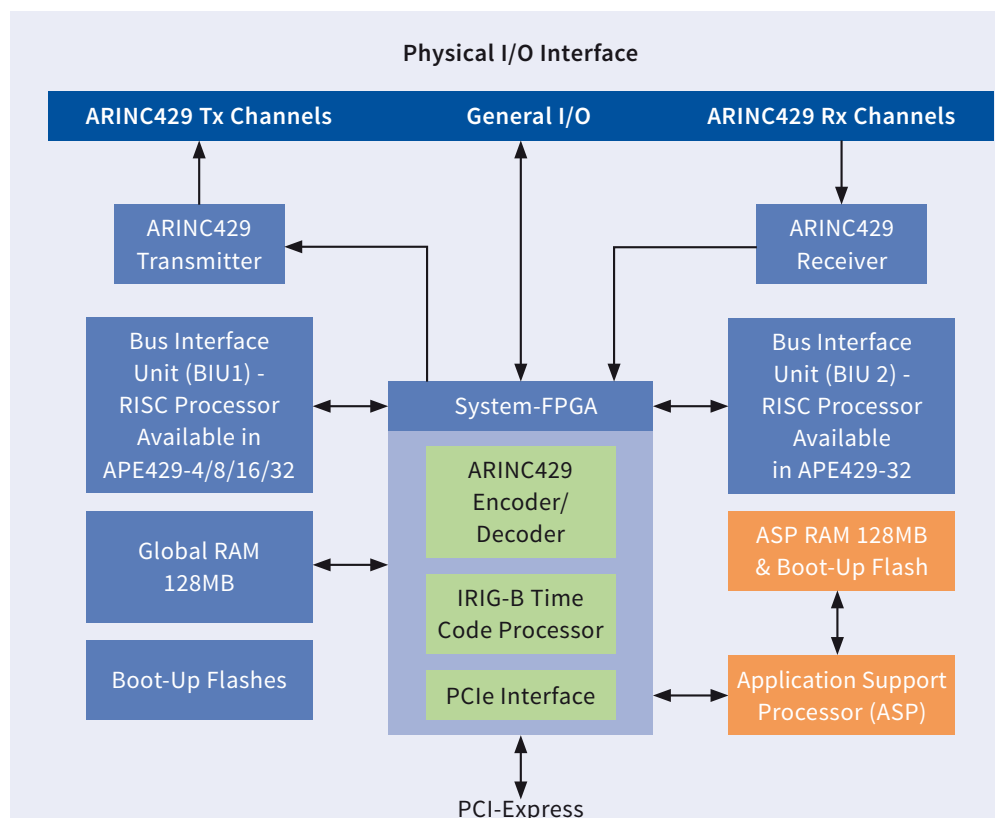 Physical I/O Interface
ARINC429 Tx Channels
General I/O
ARINC429 Rx Channels
ARINC429
Transmitter
ARINC429
Receiver
Bus Interface
Unit (BIU1) -
RISC Processor
Available in
APE429-4/8/16/32
System-FPGA
Bus Interface
Unit (BIU 2) -
RISC Processor
Available
in APE429-32
ARINC429
Encoder/
Decoder
Global RAM
128MB
ASP RAM 128MB
& Boot-Up Flash
IRIG-B Time
Code Processor
Boot-Up Flashes
PCIe Interface
Application Support
Processor (ASP)
PCI-Express